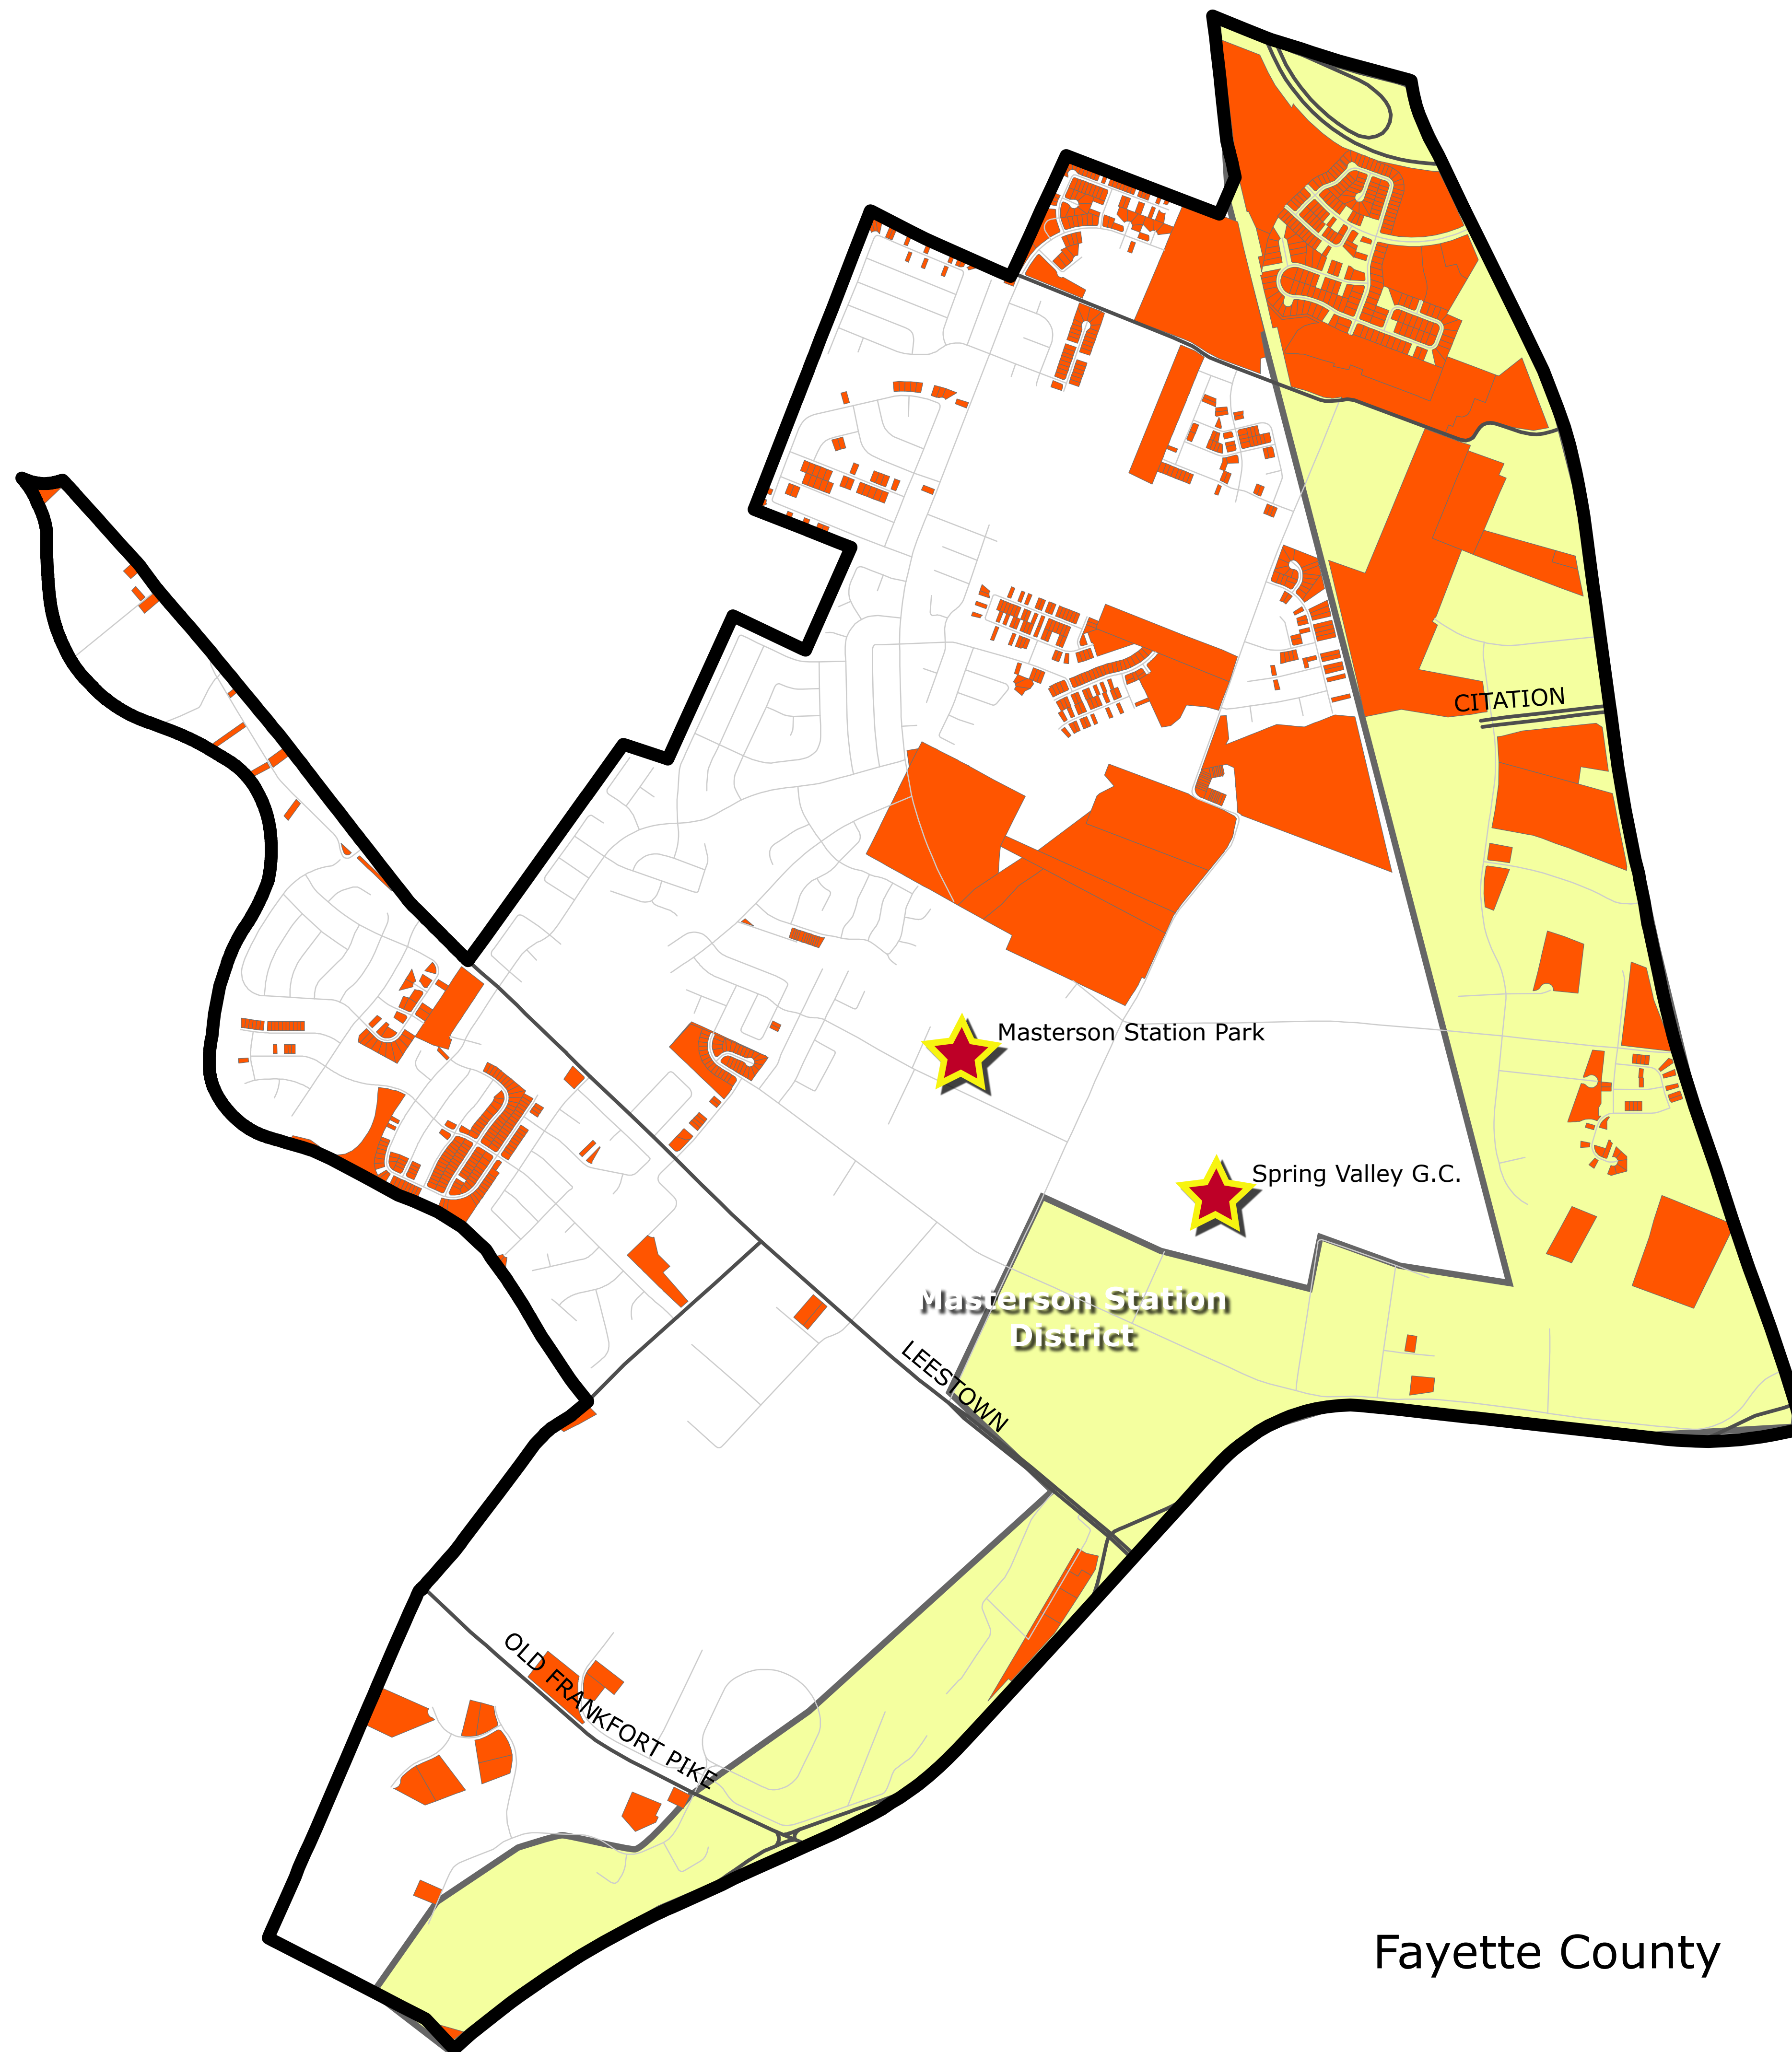 CITATION
Masterson Station Park
Spring Valley G.C.
Masterson Station
District
LEESTOWN
OLD FRANKFORT PIKE
Fayette County